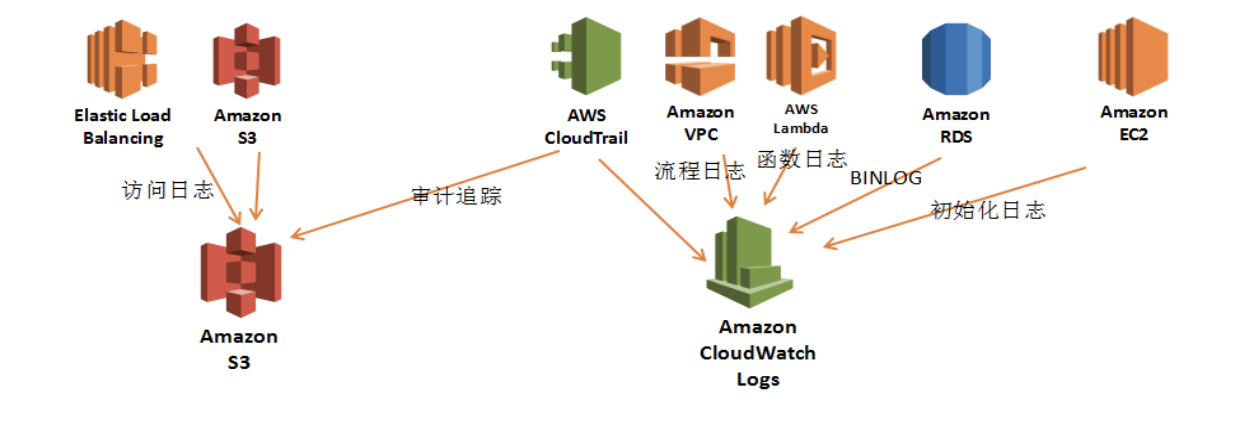 Elastic Load
Balancing
Amazon
S3
AWS
CloudTrail
Amazon
VPC
AWS
Lambda
Amazon
RDS
Amazon
EC2
访问日志
审计追踪
流程日志
函数日志
BINLOG
初始化日志
Amazon
S3
Amazon
CloudWatch
Logs